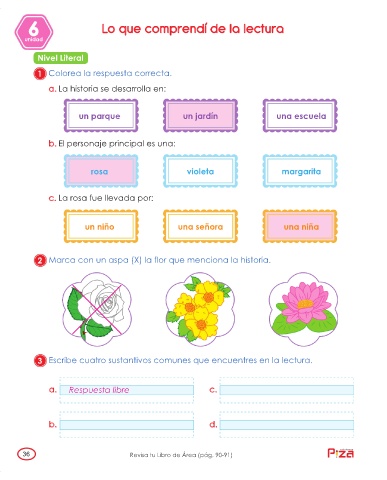 6
unidad
Lo que comprendí de la lectura
Nivel Literal
1 Colorea la respuesta correcta.
a. La historia se desarrolla en:
un parque un jardín una escuela
b. El personaje principal es una:
rosa violeta margarita
c. La rosa fue llevada por:
un niño una señora una niña
2 Marca con un aspa (X) la flor que menciona la historia.
3 Escribe cuatro sustantivos comunes que encuentres en la lectura.
a. Respuesta libre c.
b. d.
36 Revisa tu Libro de Área (pág. 90-91)